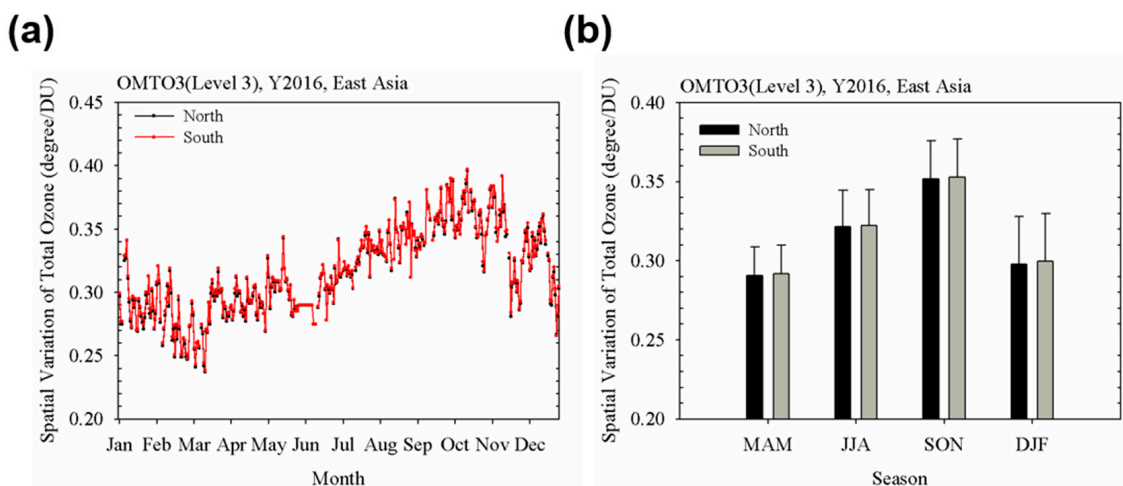 (a)
OMTO3(Level 3), Y2016, East Asia
Spatial Variation of Total Ozone (degree/DU)
0.45
0.40
0.35
0.30
0.25
0.20
North
South
Jan Feb Mar Apr May Jun Jul Aug Sep Oct Nov Dec
Month
(b)
OMTO3(Level 3), Y2016, East Asia
Spatial Variation of Total Ozone (degree/DU)
0.40
0.35
0.30
0.25
0.20
North
South
MAM JJA SON DJF
Season